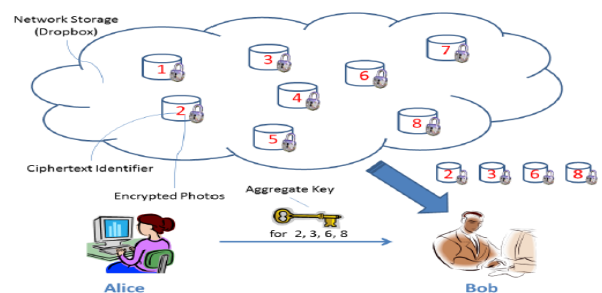 Network Storage
(Dropbox)
1
3
7
6
2
4
8
5
Ciphertext Identifier
Encrypted Photos
Aggregate Key
2 3 6 8
for 2, 3, 6, 8
Alice
Bob